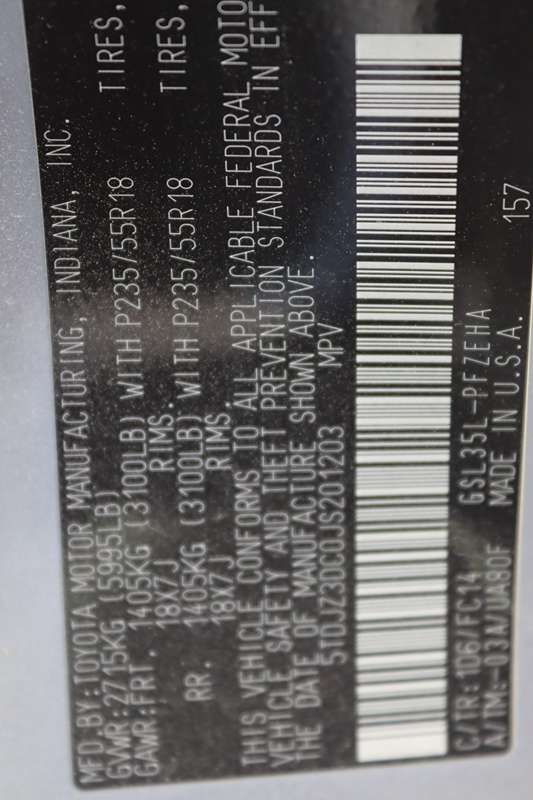 MFD.BY:TOYOTA MOTOR MANUFACTURING, INDIANA, INC.
GVWR:2715KG (5995LB)
GAWR:FRT. 1405KG (3100LB) WITH P235/55R18 TIRES,
18X7J RIMS.
RR. 1405KG (3100LB) WITH P235/55R18 TIRES,
18X7J RIMS
THIS VEHICLE CONFORMS TO ALL APPLICABLE FEDERAL MOTO
VEHICLE SAFETY AND THEFT PREVENTION STANDARDS IN EFF
THE DATE OF MANUFACTURE SHOWN ABOVE.
5TDJZ3DC0JS201203 MPV
C/TR:1D6/FC14 GSL35L-PFZEHA
A/TM:-03A/UA80F MADE IN U.S.A. 157